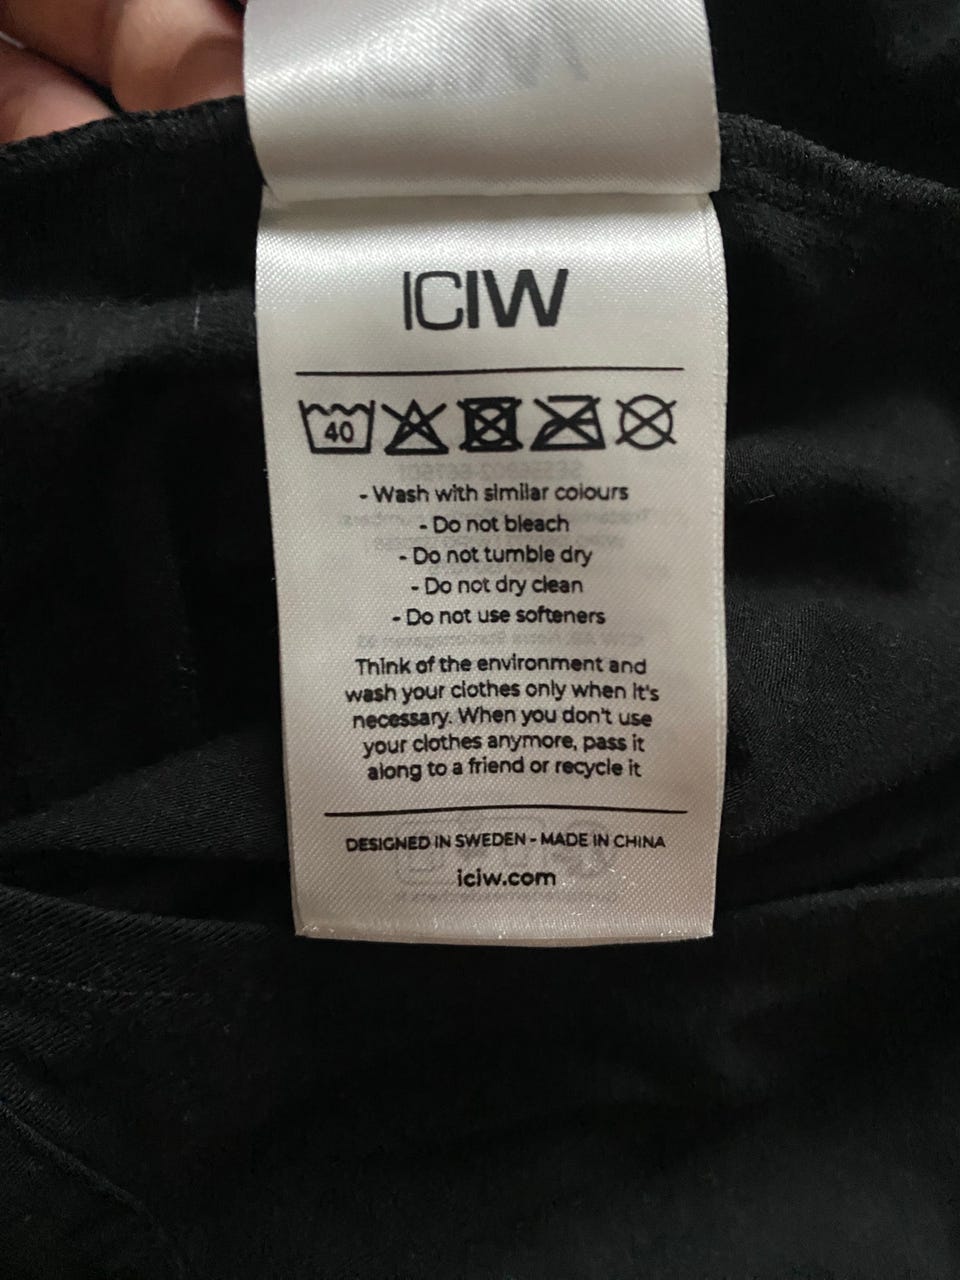 ICIW
40
- Wash with similar colours
- Do not bleach
- Do not tumble dry
- Do not dry clean
- Do not use softeners
Think of the environment and
wash your clothes only when it's
necessary. When you don't use
your clothes anymore, pass it
along to a friend or recycle it
DESIGNED IN SWEDEN - MADE IN CHINA
iciw.com